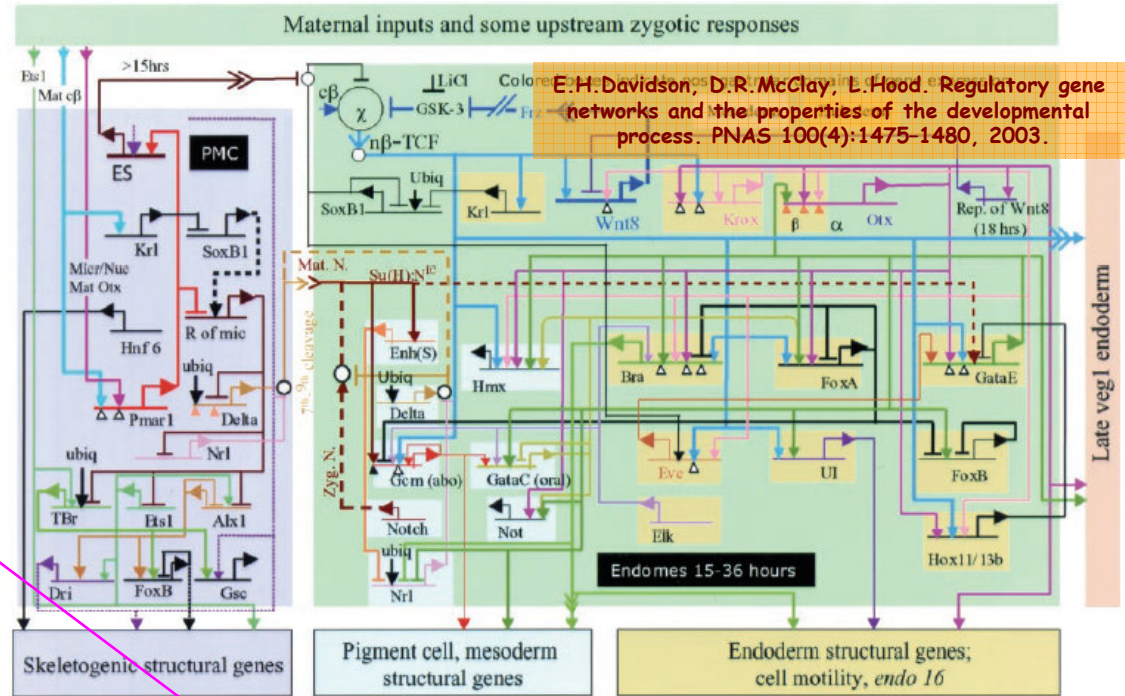 Maternal inputs and some upstream zygotic responses
Ets1
Mat cβ
>15hrs
LiCl
cβ
χ
GSK-3
Frz
nβ-TCF
E.H.Davidson, D.R.McClay, L.Hood. Regulatory gene
networks and the properties of the developmental
process. PNAS 100(4):1475-1480, 2003.
PMC
ES
SoxB1
Ubiq
Krl
Wnt8
Krox
β
α
Otx
Rep. of Wnt8
(18 hrs)
Krl
SoxB1
Micr/Nuc
Mat Otx
Mat. N.
Su(H):N
R of mic
Hnf 6
ubiq
Pmar1
Delta
Nrl
7th-9th cleavage
Enh(S)
Ubiq
Delta
Hmx
Bra
FoxA
GataE
Zyg. N.
Gcm (abo)
GataC (oral)
Eve
UI
FoxB
ubiq
TBr
Ets1
Alx1
Notch
Not
Elk
Hox11/13b
Dri
FoxB
Gsc
ubiq
Nrl
Endomes 15-36 hours
Late veg1 endoderm
Skeletogenic structural genes
Pigment cell, mesoderm
structural genes
Endoderm structural genes;
cell motility, endo 16